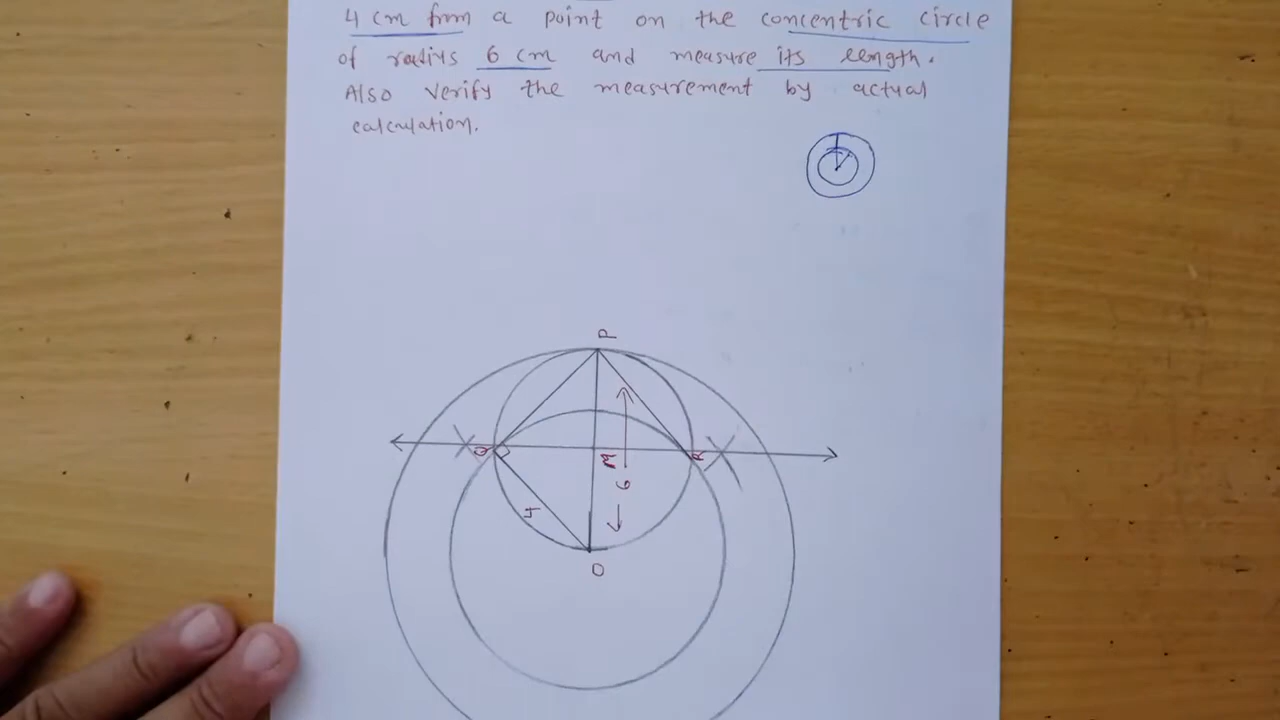 4 cm from a point on the concentric circle
of radius 6 cm and measure its length.
Also verify the measurement by actual
calculation.
P
Q
M
R
6
4
O